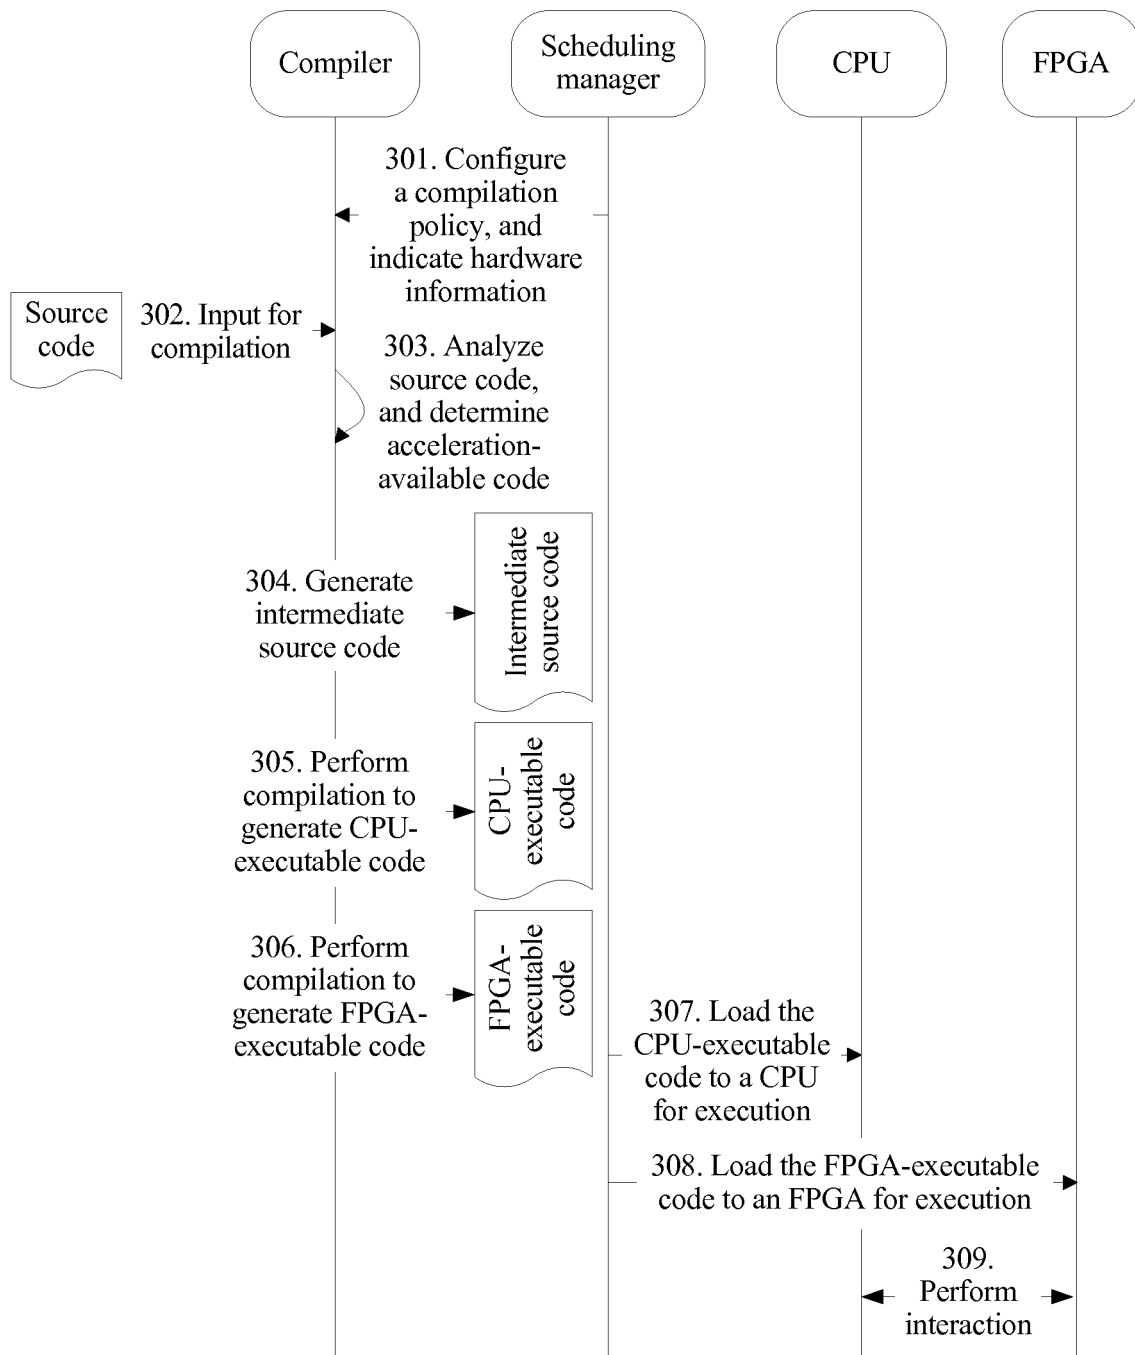 Compiler
Scheduling
manager
CPU
FPGA
301. Configure
a compilation
policy, and
indicate hardware
information
Source
code
302. Input for
compilation
303. Analyze
source code,
and determine
acceleration-
available code
304. Generate
intermediate
source code
Intermediate
source code
305. Perform
compilation to
generate CPU-
executable code
CPU-
executable
code
306. Perform
compilation to
generate FPGA-
executable code
FPGA-
executable
code
307. Load the
CPU-executable
code to a CPU
for execution
308. Load the FPGA-executable
code to an FPGA for execution
309.
Perform
interaction